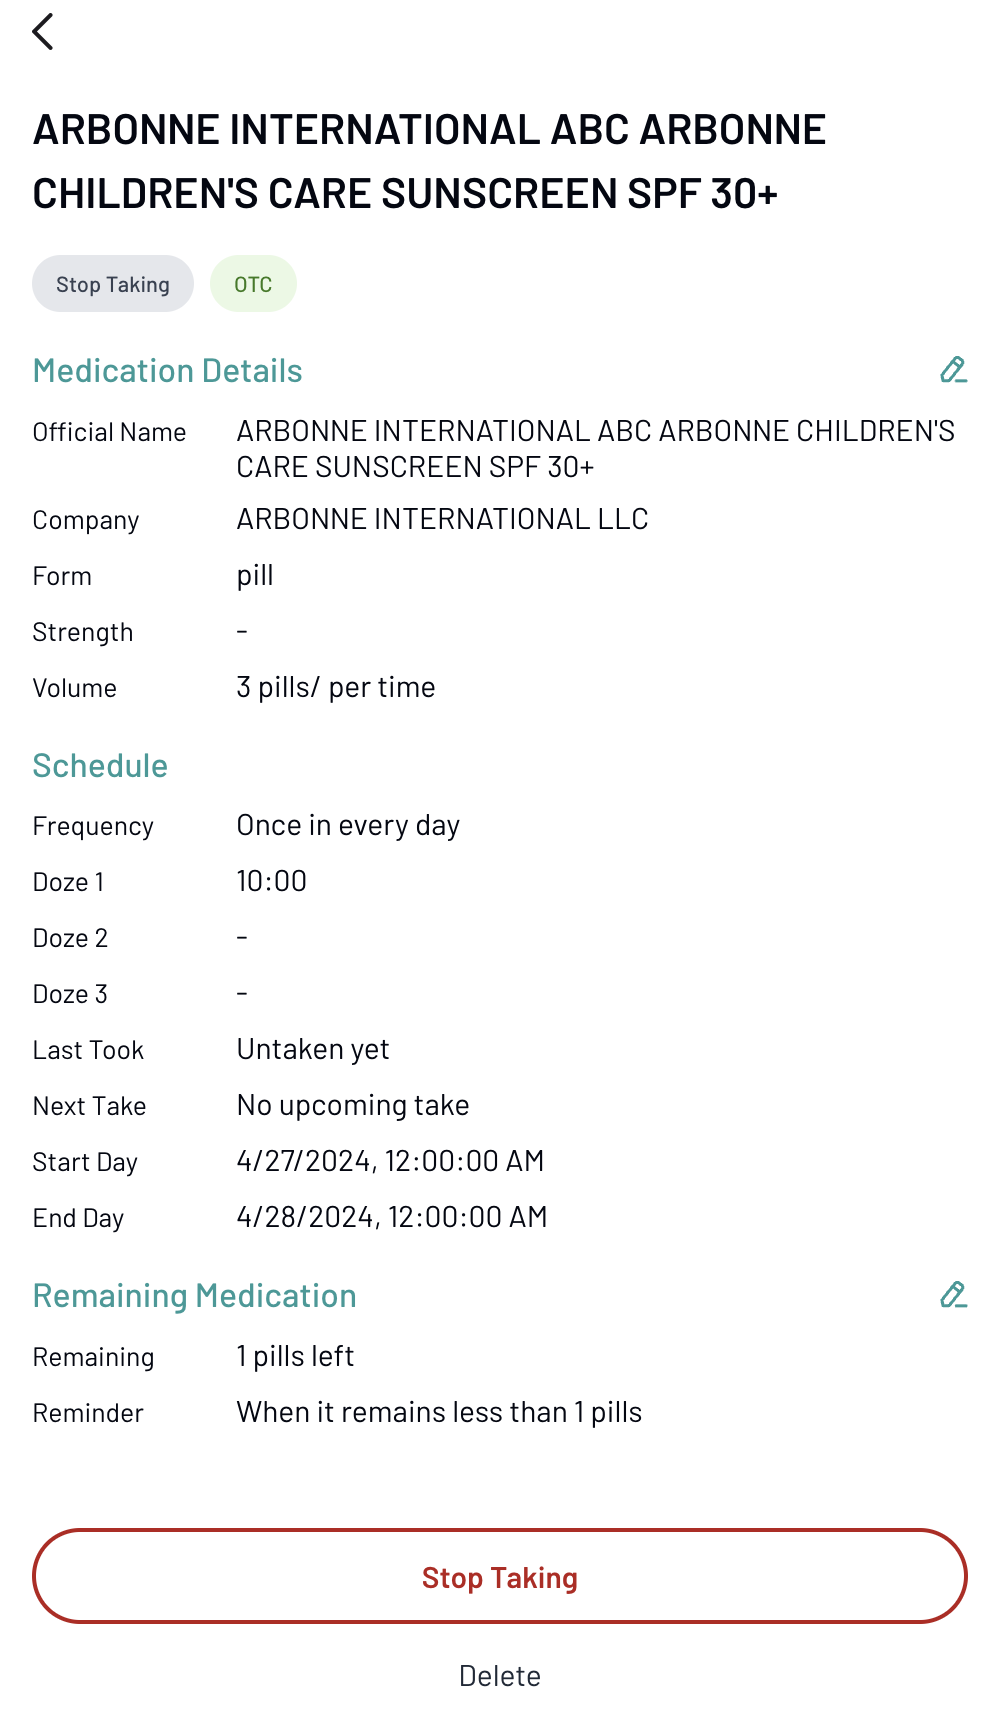 ARBONNE INTERNATIONAL ABC ARBONNE
CHILDREN'S CARE SUNSCREEN SPF 30+
Stop Taking OTC
Medication Details
Official Name ARBONNE INTERNATIONAL ABC ARBONNE CHILDREN'S
CARE SUNSCREEN SPF 30+
Company ARBONNE INTERNATIONAL LLC
Form pill
Strength -
Volume 3 pills/ per time
Schedule
Frequency Once in every day
Doze 1 10:00
Doze 2 -
Doze 3 -
Last Took Untaken yet
Next Take No upcoming take
Start Day 4/27/2024, 12:00:00 AM
End Day 4/28/2024, 12:00:00 AM
Remaining Medication
Remaining 1 pills left
Reminder When it remains less than 1 pills
Stop Taking
Delete